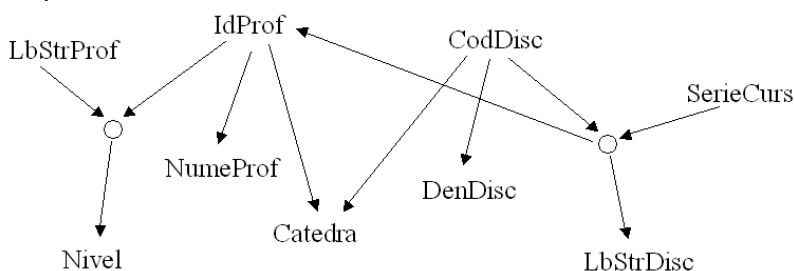 IdProf
LbStrProf
CodDisc
SerieCurs
NumeProf
DenDisc
Catedra
Nivel
LbStrDisc